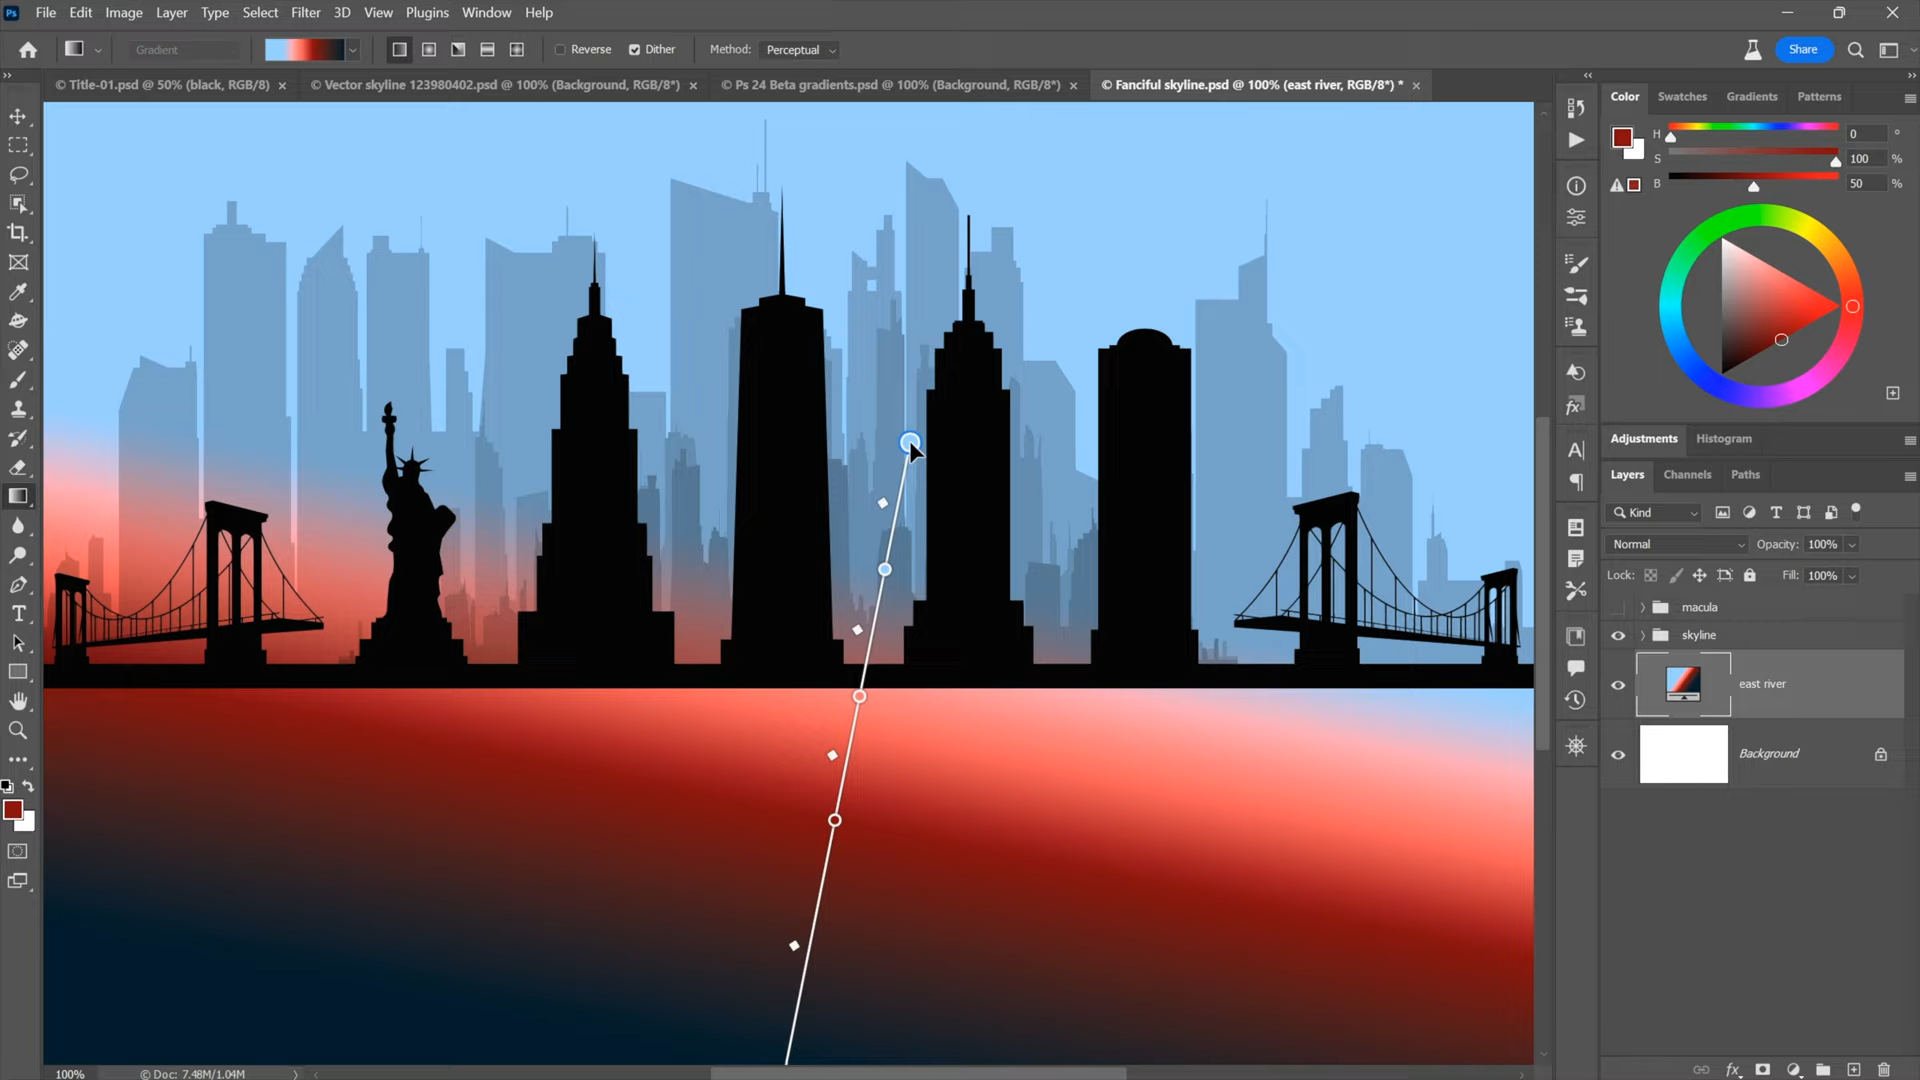 Ps File Edit Image Layer Type Select Filter 3D View Plugins Window Help
Gradient Reverse Dither Method: Perceptual Share
© Title-01.psd @ 50% (black, RGB/8) × © Vector skyline 123980402.psd @ 100% (Background, RGB/8*) × © Ps 24 Beta gradients.psd @ 100% (Background, RGB/8*) × © Fanciful skyline.psd @ 100% (east river, RGB/8*) * ×
Color Swatches Gradients Patterns
H 0 °
S 100 %
B 50 %
Adjustments Histogram
Layers Channels Paths
Kind
Normal Opacity: 100%
Lock: Fill: 100%
macula
skyline
east river
Background
100% © Doc: 7.48M/1.04M